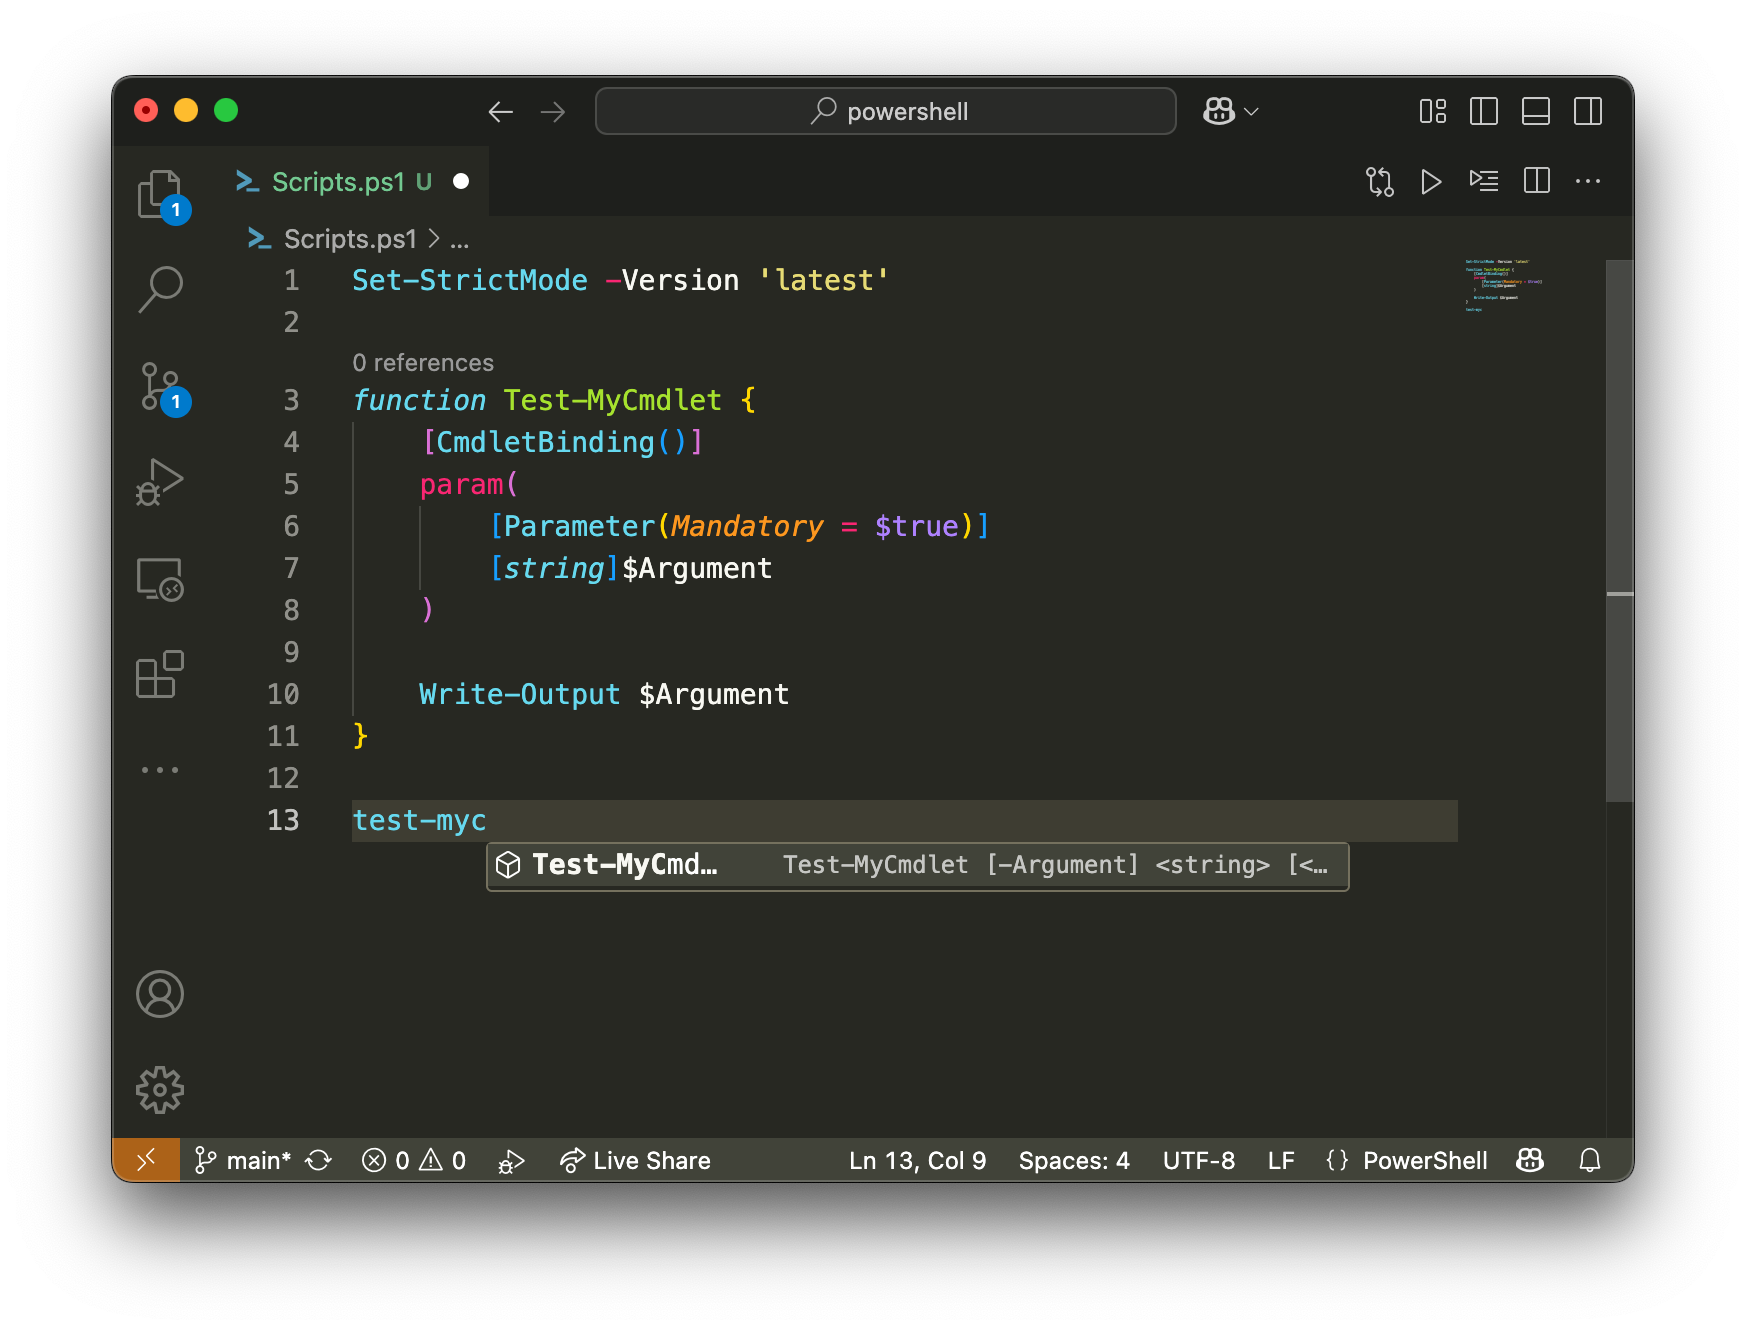 powershell
Scripts.ps1 U
1
Scripts.ps1 > ...
1 Set-StrictMode -Version 'latest'
2
0 references
3 function Test-MyCmdlet {
1
4 [CmdletBinding()]
5 param(
6 [Parameter(Mandatory = $true)]
7 [string]$Argument
8 )
9
10 Write-Output $Argument
11 }
12
13 test-myc
Test-MyCmd… Test-MyCmdlet [-Argument] <string> [<…
main* 0 0 Live Share Ln 13, Col 9 Spaces: 4 UTF-8 LF {} PowerShell